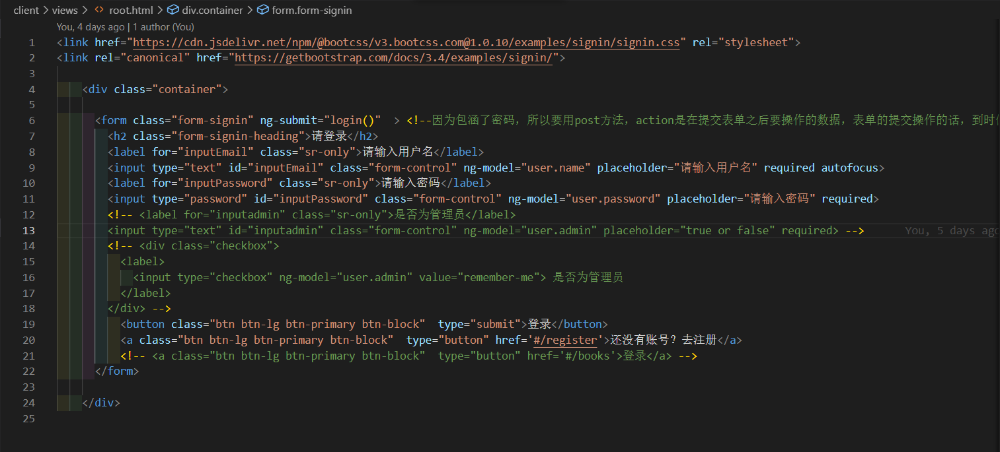 client > views > <> root.html > div.container > form.form-signin
You, 4 days ago | 1 author (You)
1 <link href="https://cdn.jsdelivr.net/npm/@bootcss/v3.bootcss.com@1.0.10/examples/signin/signin.css" rel="stylesheet">
2 <link rel="canonical" href="https://getbootstrap.com/docs/3.4/examples/signin/">
3
4 <div class="container">
5
6 <form class="form-signin" ng-submit="login()"  > <!--因为包涵了密码，所以要用post方法，action是在提交表单之后要操作的数据，表单的提交操作的话，到时
7 <h2 class="form-signin-heading">请登录</h2>
8 <label for="inputEmail" class="sr-only">请输入用户名</label>
9 <input type="text" id="inputEmail" class="form-control" ng-model="user.name" placeholder="请输入用户名" required autofocus>
10 <label for="inputPassword" class="sr-only">请输入密码</label>
11 <input type="password" id="inputPassword" class="form-control" ng-model="user.password" placeholder="请输入密码" required>
12 <!-- <label for="inputadmin" class="sr-only">是否为管理员</label>
13 <input type="text" id="inputadmin" class="form-control" ng-model="user.admin" placeholder="true or false" required> --> You, 5 days ago
14 <!-- <div class="checkbox">
15 <label>
16 <input type="checkbox" ng-model="user.admin" value="remember-me"> 是否为管理员
17 </label>
18 </div> -->
19 <button class="btn btn-lg btn-primary btn-block"  type="submit">登录</button>
20 <a class="btn btn-lg btn-primary btn-block"  type="button" href='#/register'>还没有账号？去注册</a>
21 <!-- <a class="btn btn-lg btn-primary btn-block"  type="button" href='#/books'>登录</a> -->
22 </form>
23
24 </div>
25